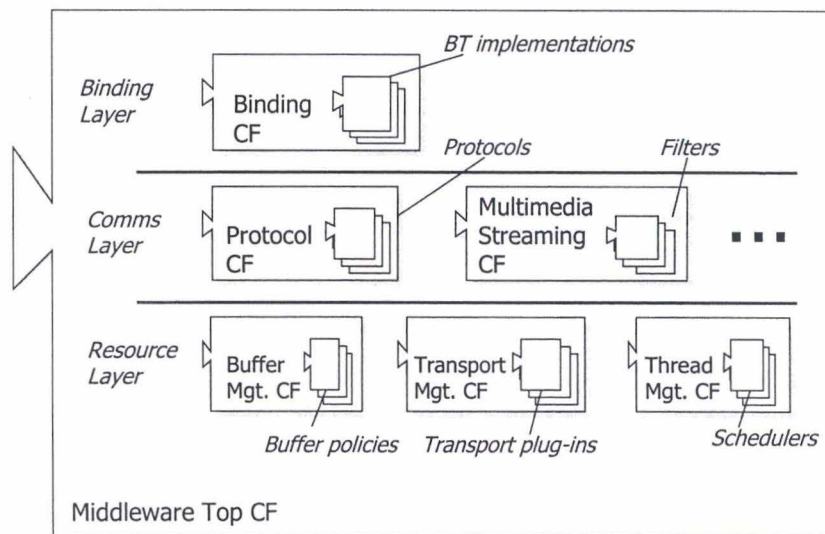 BT implementations
Binding
Layer
Binding
CF
Protocols
Filters
Comms
Layer
Protocol
CF
Multimedia
Streaming
CF
Resource
Layer
Buffer
Mgt. CF
Transport
Mgt. CF
Thread
Mgt. CF
Buffer policies
Transport plug-ins
Schedulers
Middleware Top CF